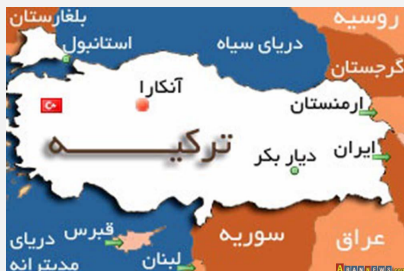 بلغارستان
روسیه
استانبول
دریای سیاه
گرجستان
آنکارا
ارمنستان
ترکیه
ایران
دیار بکر
دریای
مدیترانه
قبرس
لبنان
سوریه
عراق